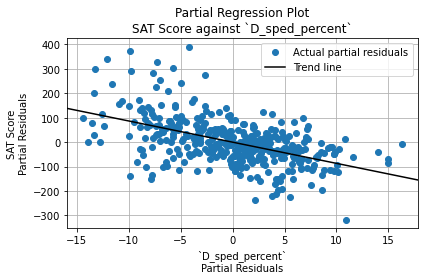 Partial Regression Plot
SAT Score against `D_sped_percent`
Actual partial residuals
Trend line
SAT Score
Partial Residuals
400
300
200
100
0
−100
−200
−300
−15
−10
−5
0
5
10
15
`D_sped_percent`
Partial Residuals